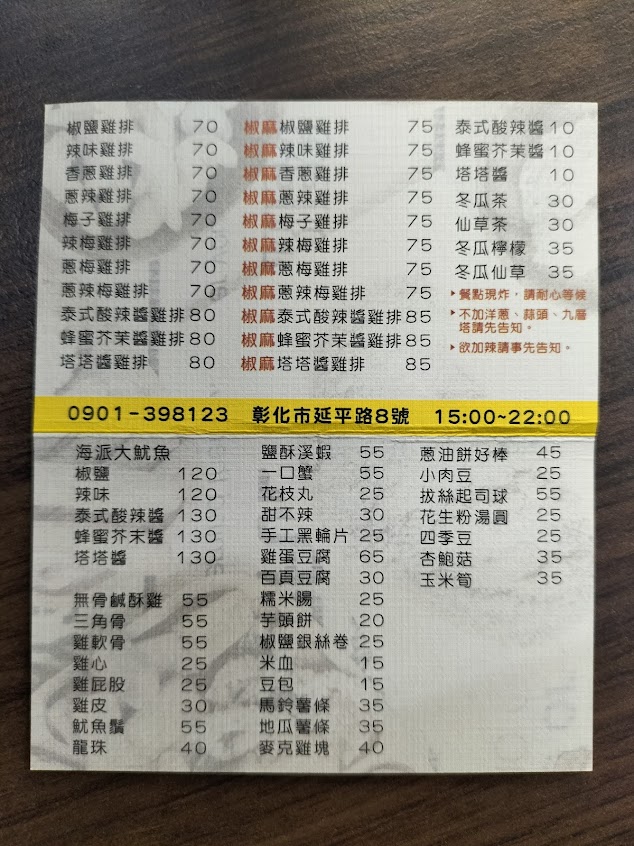 椒鹽雞排 70
辣味雞排 70
香蔥雞排 70
蔥辣雞排 70
梅子雞排 70
辣梅雞排 70
蔥梅雞排 70
蔥辣梅雞排 70
泰式酸辣醬雞排 80
蜂蜜芥茉醬雞排 80
塔塔醬雞排 80
椒麻椒鹽雞排 75
椒麻辣味雞排 75
椒麻香蔥雞排 75
椒麻蔥辣雞排 75
椒麻梅子雞排 75
椒麻辣梅雞排 75
椒麻蔥梅雞排 75
椒麻蔥辣梅雞排 75
椒麻泰式酸辣醬雞排 85
椒麻蜂蜜芥茉醬雞排 85
椒麻塔塔醬雞排 85
泰式酸辣醬 10
蜂蜜芥茉醬 10
塔塔醬 10
冬瓜茶 30
仙草茶 30
冬瓜檸檬 35
冬瓜仙草 35
‣餐點現炸，請耐心等候
‣不加洋蔥、蒜頭、九層
塔請先告知。
‣欲加辣請事先告知。
0901-398123 彰化市延平路8號 15:00~22:00
海派大魷魚
椒鹽 120
辣味 120
泰式酸辣醬 130
蜂蜜芥末醬 130
塔塔醬 130
無骨鹹酥雞 55
三角骨 55
雞軟骨 55
雞心 25
雞屁股 25
雞皮 30
魷魚鬚 55
龍珠 40
鹽酥溪蝦 55
一口蟹 55
花枝丸 25
甜不辣 30
手工黑輪片 25
雞蛋豆腐 65
百頁豆腐 30
糯米腸 25
芋頭餅 20
椒鹽銀絲卷 25
米血 15
豆包 15
馬鈴薯條 35
地瓜薯條 35
麥克雞塊 40
蔥油餅好棒 45
小肉豆 25
拔絲起司球 55
花生粉湯圓 25
四季豆 25
杏鮑菇 35
玉米筍 35